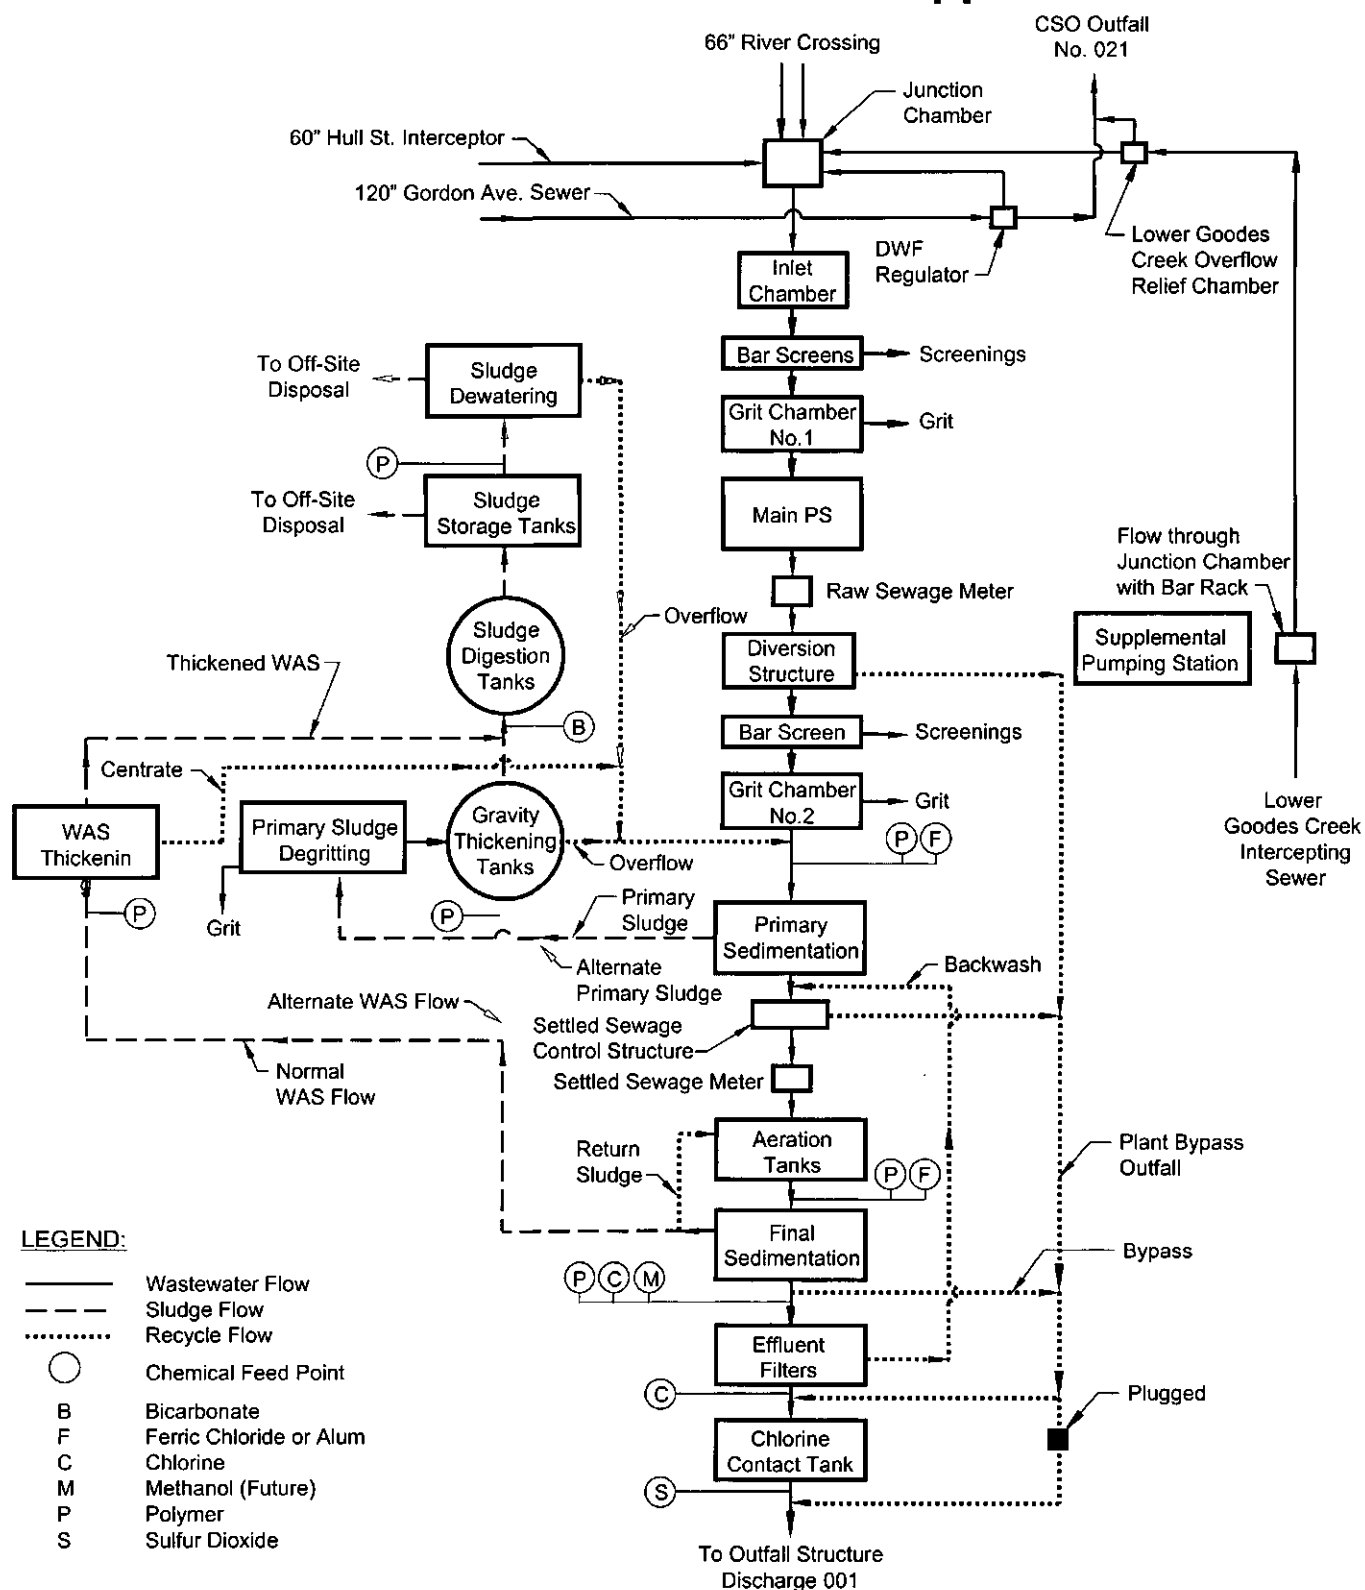 66" River Crossing
CSO Outfall
No. 021
Junction
Chamber
60" Hull St. Interceptor
120" Gordon Ave. Sewer
DWF
Regulator
Lower Goodes
Creek Overflow
Relief Chamber
Inlet
Chamber
Bar Screens
Screenings
Grit Chamber
No.1
Grit
Main PS
Raw Sewage Meter
Diversion
Structure
Bar Screen
Screenings
Grit Chamber
No.2
Grit
P
F
Flow through
Junction Chamber
with Bar Rack
Supplemental
Pumping Station
Lower
Goodes Creek
Intercepting
Sewer
To Off-Site
Disposal
Sludge
Dewatering
P
To Off-Site
Disposal
Sludge
Storage Tanks
Overflow
Sludge
Digestion
Tanks
Thickened WAS
B
Centrate
WAS
Thickenin
Primary Sludge
Degritting
Gravity
Thickening
Tanks
Overflow
P
Grit
P
Primary
Sludge
Primary
Sedimentation
Alternate
Primary Sludge
Backwash
Alternate WAS Flow
Settled Sewage
Control Structure
Normal
WAS Flow
Settled Sewage Meter
Return
Sludge
Aeration
Tanks
P
F
Plant Bypass
Outfall
Final
Sedimentation
Bypass
P
C
M
Effluent
Filters
C
Plugged
Chlorine
Contact Tank
S
To Outfall Structure
Discharge 001
LEGEND:
Wastewater Flow
Sludge Flow
Recycle Flow
Chemical Feed Point
B Bicarbonate
F Ferric Chloride or Alum
C Chlorine
M Methanol (Future)
P Polymer
S Sulfur Dioxide